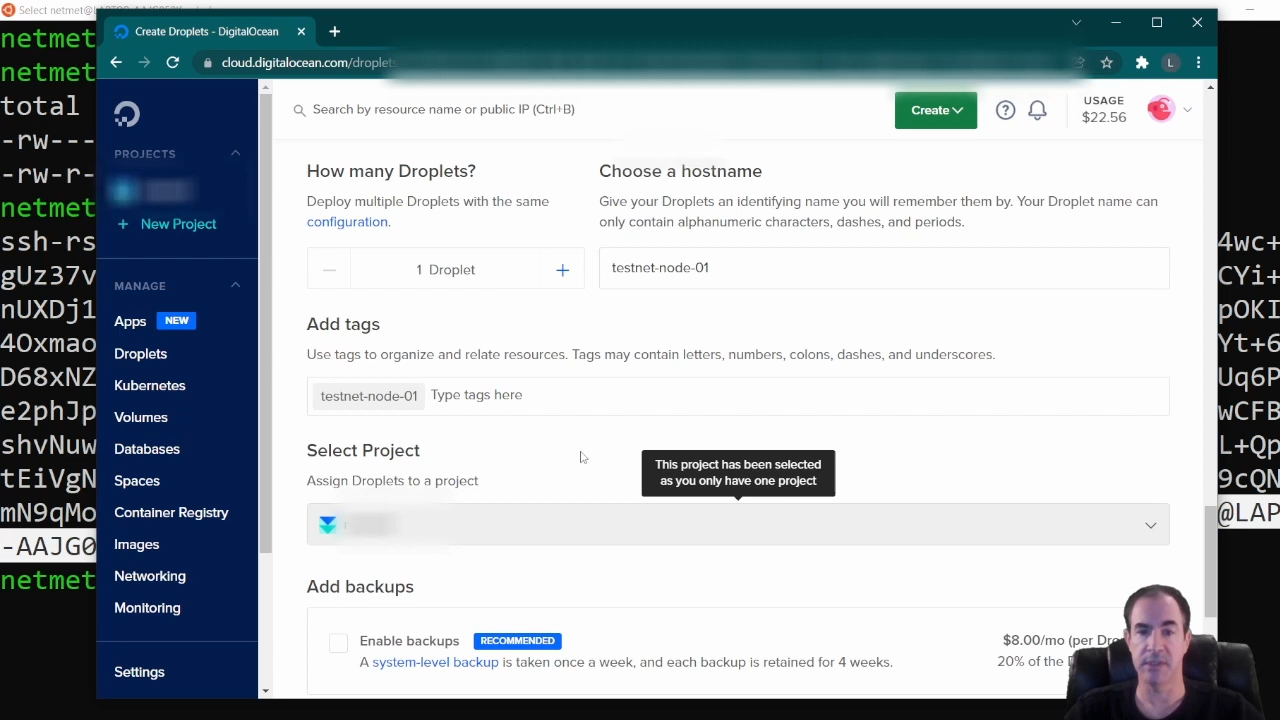 Select netmet@LAPTOP-AAJG0
Create Droplets - DigitalOcean
cloud.digitalocean.com/droplets
L
Search by resource name or public IP (Ctrl+B)
Create
USAGE
$22.56
PROJECTS
+ New Project
MANAGE
Apps NEW
Droplets
Kubernetes
Volumes
Databases
Spaces
Container Registry
Images
Networking
Monitoring
Settings
How many Droplets?
Deploy multiple Droplets with the same
configuration.
1 Droplet
Choose a hostname
Give your Droplets an identifying name you will remember them by. Your Droplet name can
only contain alphanumeric characters, dashes, and periods.
testnet-node-01
Add tags
Use tags to organize and relate resources. Tags may contain letters, numbers, colons, dashes, and underscores.
testnet-node-01 Type tags here
Select Project
Assign Droplets to a project
This project has been selected
as you only have one project
Add backups
Enable backups RECOMMENDED
$8.00/mo (per Dro
A system-level backup is taken once a week, and each backup is retained for 4 weeks.
20% of the D
netmet
netmet
total
-rw---
-rw-r-
netmet
ssh-rs
gUz37v
nUXDj1
4Oxmao
D68xNZ
e2phJp
shvNuw
tEiVgN
mN9qMo
-AAJG0
netmet
4wc+
CYi+
pOKI
Yt+6
Uq6P
wCFB
L+Qp
9cQN
@LAP